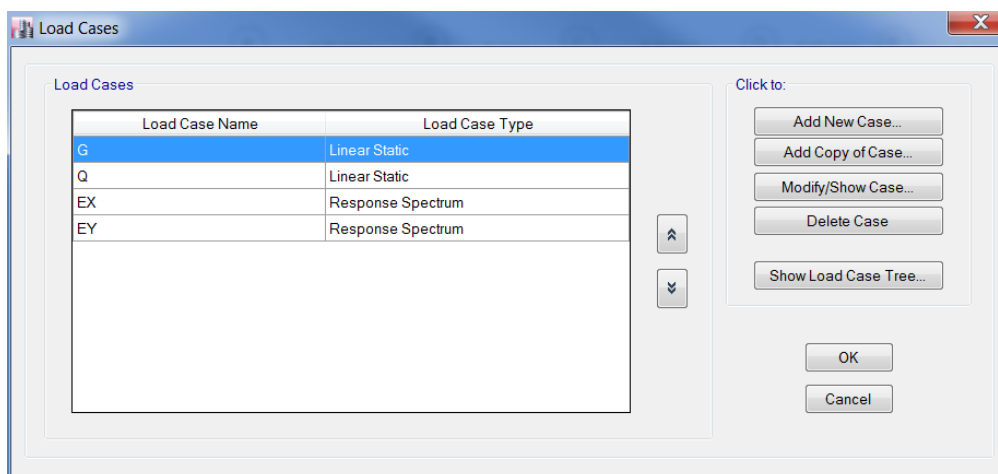 Load Cases
Load Cases
Load Case Name Load Case Type
G Linear Static
Q Linear Static
EX Response Spectrum
EY Response Spectrum
Click to:
Add New Case...
Add Copy of Case...
Modify/Show Case...
Delete Case
Show Load Case Tree...
OK
Cancel